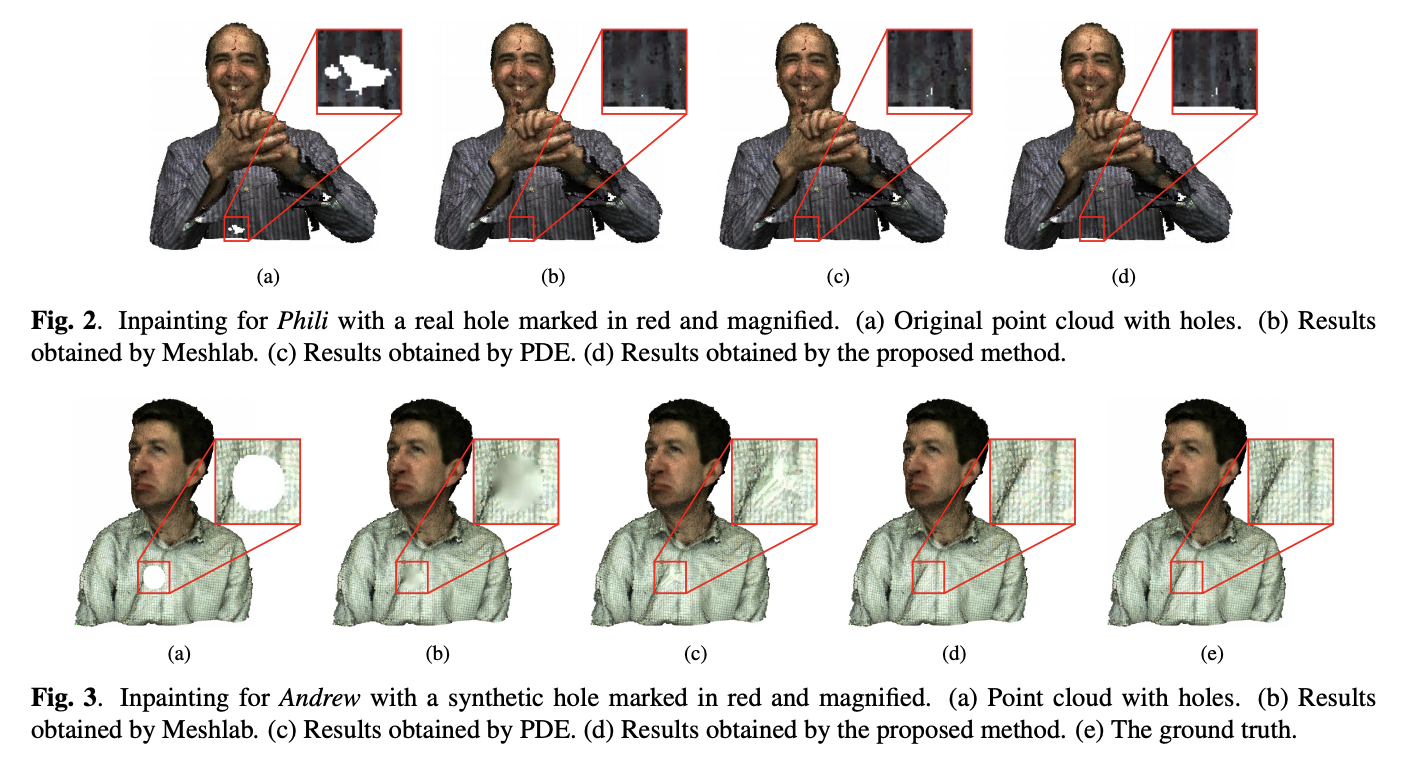 (a)
(b)
(c)
(d)
Fig. 2. Inpainting for Phili with a real hole marked in red and magnified. (a) Original point cloud with holes. (b) Results
obtained by Meshlab. (c) Results obtained by PDE. (d) Results obtained by the proposed method.
(a)
(b)
(c)
(d)
(e)
Fig. 3. Inpainting for Andrew with a synthetic hole marked in red and magnified. (a) Point cloud with holes. (b) Results
obtained by Meshlab. (c) Results obtained by PDE. (d) Results obtained by the proposed method. (e) The ground truth.